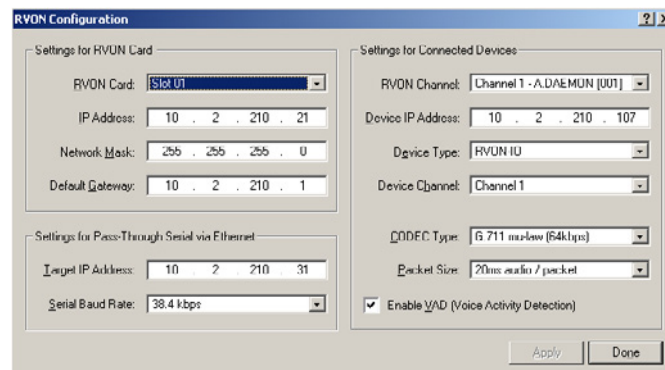 RVON Configuration
Settings for RVON Card
RVON Card: Slot 01
IP Address: 10 . 2 . 210 . 21
Network Mask: 255 . 255 . 255 . 0
Default Gateway: 10 . 2 . 210 . 1
Settings for Pass-Through Serial via Ethernet
Target IP Address: 10 . 2 . 210 . 31
Serial Baud Rate: 38.4 kbps
Settings for Connected Devices
RVON Channel: Channel 1 - A.DAEMON [001]
Device IP Address: 10 . 2 . 210 . 107
Device Type: RVON IO
Device Channel: Channel 1
CODEC Type: G.711 mu-law (64kbps)
Packet Size: 20ms audio / packet
Enable VAD (Voice Activity Detection)
Apply Done